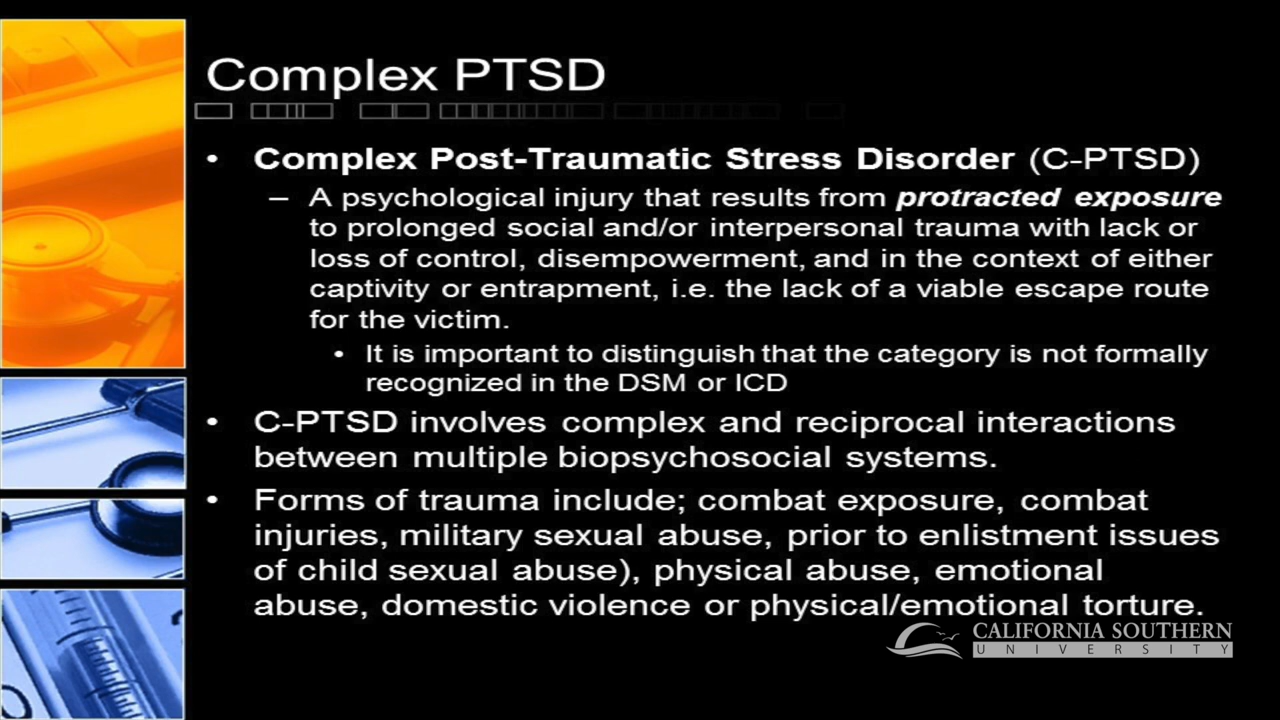 Complex PTSD
• Complex Post-Traumatic Stress Disorder (C-PTSD)
– A psychological injury that results from protracted exposure
to prolonged social and/or interpersonal trauma with lack or
loss of control, disempowerment, and in the context of either
captivity or entrapment, i.e. the lack of a viable escape route
for the victim.
• It is important to distinguish that the category is not formally
recognized in the DSM or ICD
• C-PTSD involves complex and reciprocal interactions
between multiple biopsychosocial systems.
• Forms of trauma include; combat exposure, combat
injuries, military sexual abuse, prior to enlistment issues
of child sexual abuse), physical abuse, emotional
abuse, domestic violence or physical/emotional torture.
CALIFORNIA SOUTHERN
UNIVERSITY